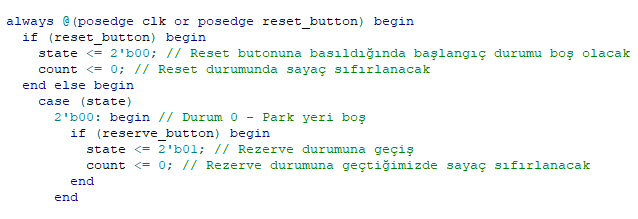 always @(posedge clk or posedge reset_button) begin
  if (reset_button) begin
    state <= 2'b00; // Reset butonuna basıldığında başlangıç durumu boş olacak
    count <= 0; // Reset durumunda sayaç sıfırlanacak
  end else begin
    case (state)
      2'b00: begin // Durum 0 - Park yeri boş
        if (reserve_button) begin
          state <= 2'b01; // Rezerve durumuna geçiş
          count <= 0; // Rezerve durumuna geçtiğimizde sayaç sıfırlanacak
        end
      end